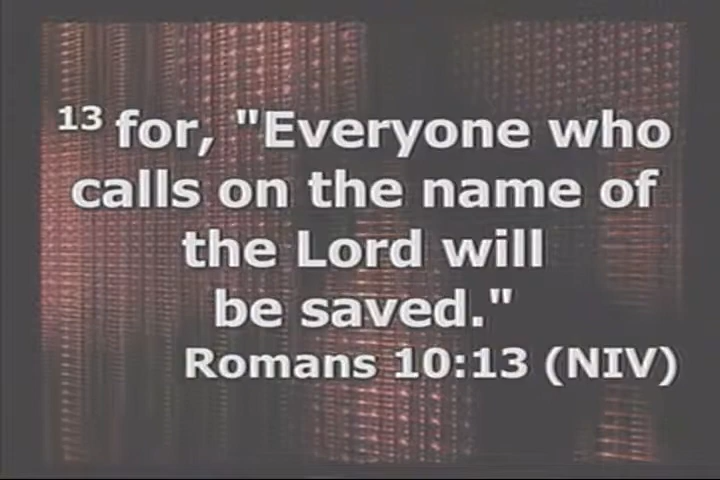 13 for, "Everyone who
calls on the name of
the Lord will
be saved."
Romans 10:13 (NIV)